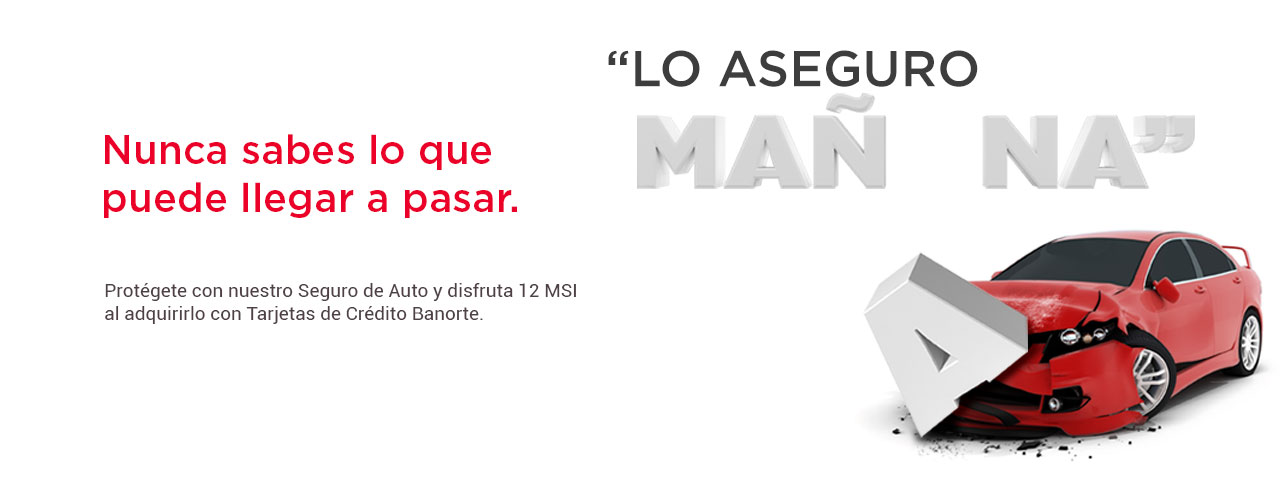 Nunca sabes lo que
puede llegar a pasar.
Protégete con nuestro Seguro de Auto y disfruta 12 MSI
al adquirirlo con Tarjetas de Crédito Banorte.
“LO ASEGURO
MAÑ NA”
A